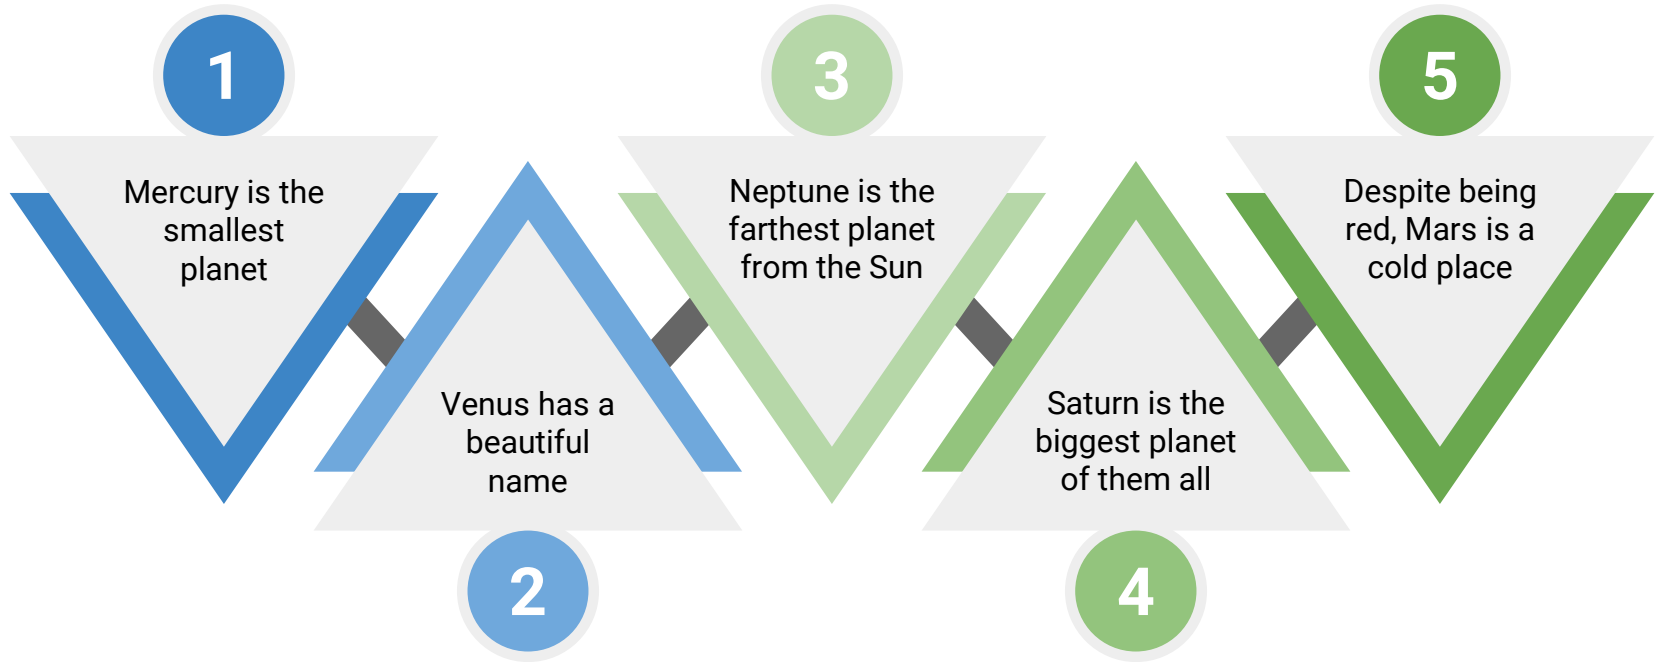 1
Mercury is the
smallest
planet
2
Venus has a
beautiful
name
3
Neptune is the
farthest planet
from the Sun
4
Saturn is the
biggest planet
of them all
5
Despite being
red, Mars is a
cold place